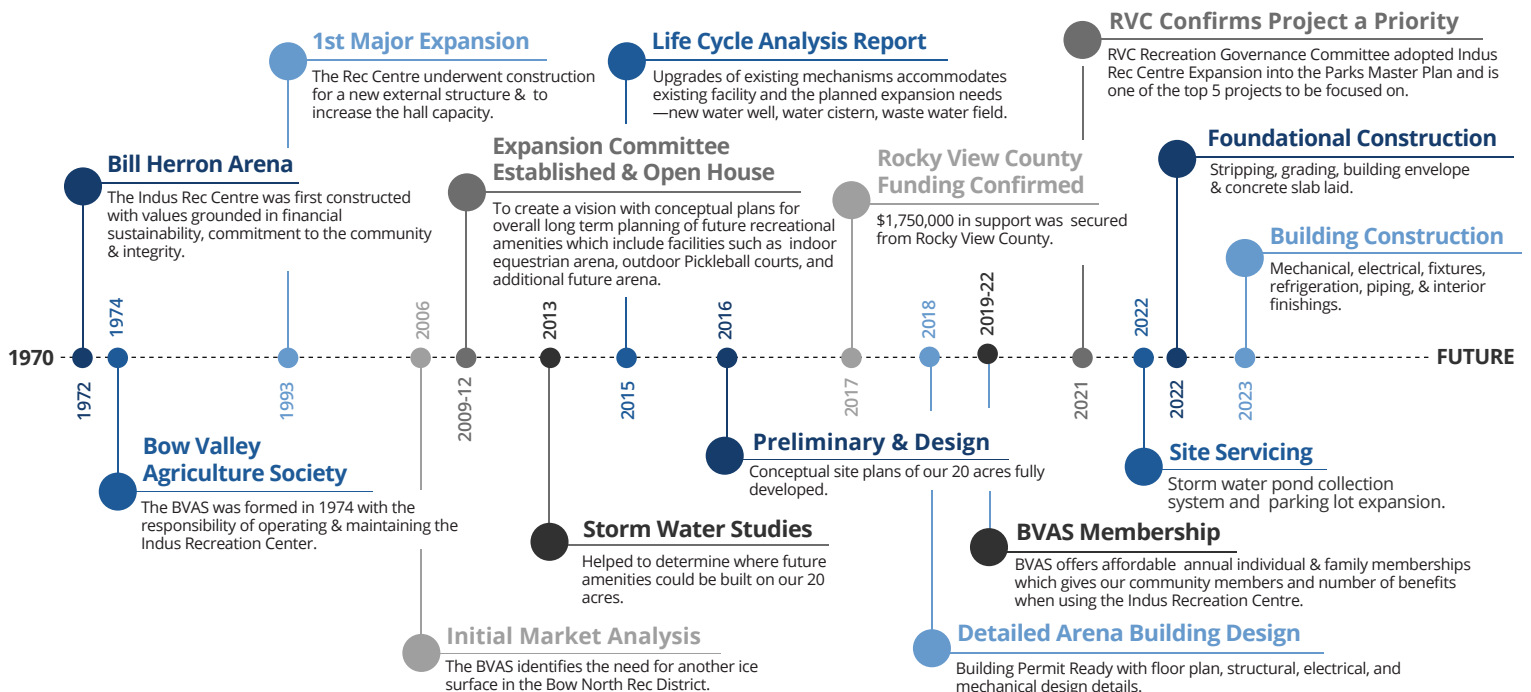 RVC Confirms Project a Priority
RVC Recreation Governance Committee adopted Indus
Rec Centre Expansion into the Parks Master Plan and is
one of the top 5 projects to be focused on.
1st Major Expansion
The Rec Centre underwent construction
for a new external structure & to
increase the hall capacity.
Life Cycle Analysis Report
Upgrades of existing mechanisms accommodates
existing facility and the planned expansion needs
—new water well, water cistern, waste water field.
Bill Herron Arena
The Indus Rec Centre was first constructed
with values grounded in financial
sustainability, commitment to the community
& integrity.
Expansion Committee
Established & Open House
To create a vision with conceptual plans for
overall long term planning of future recreational
amenities which include facilities such as indoor
equestrian arena, outdoor Pickleball courts, and
additional future arena.
Rocky View County
Funding Confirmed
$1,750,000 in support was secured
from Rocky View County.
Foundational Construction
Stripping, grading, building envelope
& concrete slab laid.
Building Construction
Mechanical, electrical, fixtures,
refrigeration, piping, & interior
finishings.
1970
1972
1974
1993
2006
2009-12
2013
2015
2016
2017
2018
2019-22
2021
2022
2022
2023
FUTURE
Bow Valley
Agriculture Society
The BVAS was formed in 1974 with the
responsibility of operating & maintaining the
Indus Recreation Center.
Preliminary & Design
Conceptual site plans of our 20 acres fully
developed.
Site Servicing
Storm water pond collection
system and parking lot expansion.
Storm Water Studies
Helped to determine where future
amenities could be built on our 20
acres.
BVAS Membership
BVAS offers affordable annual individual & family memberships
which gives our community members and number of benefits
when using the Indus Recreation Centre.
Initial Market Analysis
The BVAS identifies the need for another ice
surface in the Bow North Rec District.
Detailed Arena Building Design
Building Permit Ready with floor plan, structural, electrical, and
mechanical design details.